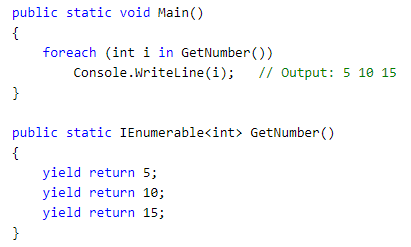 public static void Main()
{
    foreach (int i in GetNumber())
        Console.WriteLine(i);   // Output: 5 10 15
}

public static IEnumerable<int> GetNumber()
{
    yield return 5;
    yield return 10;
    yield return 15;
}